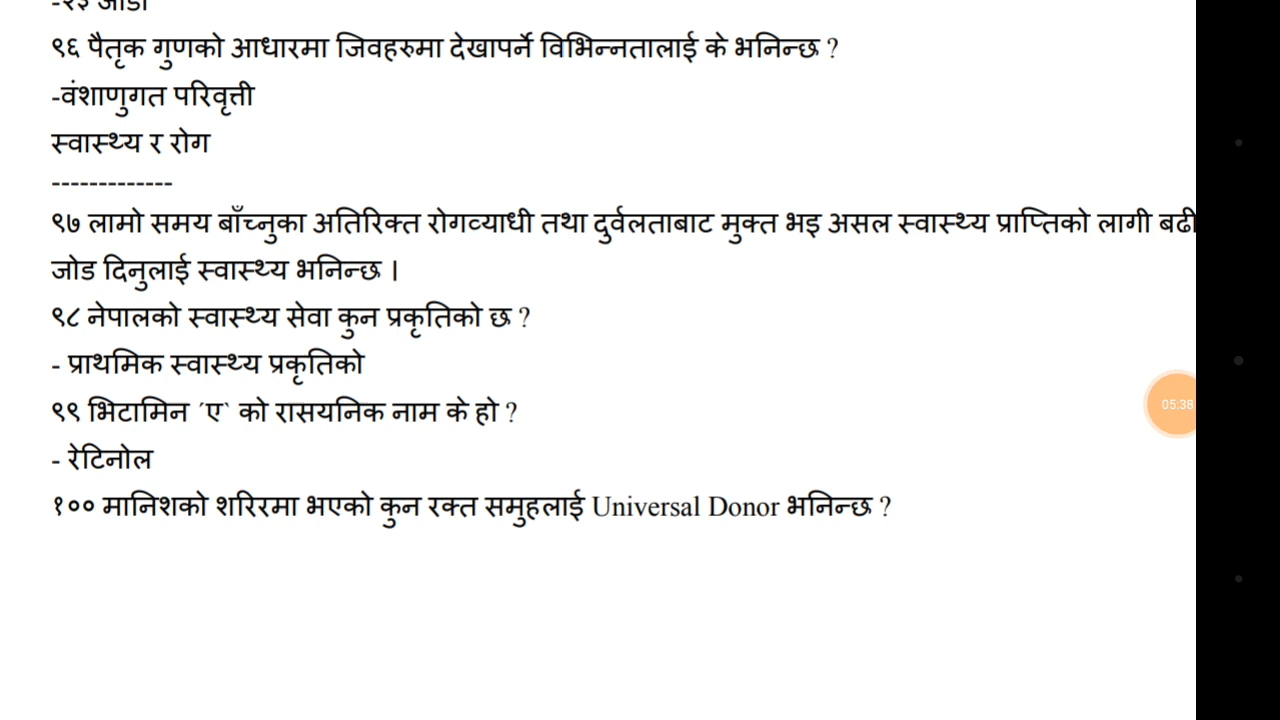 -२३ जोडा
९६ पैतृक गुणको आधारमा जिवहरुमा देखापर्ने विभिन्नतालाई के भनिन्छ ?
-वंशाणुगत परिवृत्ती
स्वास्थ्य र रोग
-------------
९७ लामो समय बाँच्नुका अतिरिक्त रोगव्याधी तथा दुर्वलताबाट मुक्त भइ असल स्वास्थ्य प्राप्तिको लागी बढी
जोड दिनुलाई स्वास्थ्य भनिन्छ ।
९८ नेपालको स्वास्थ्य सेवा कुन प्रकृतिको छ ?
- प्राथमिक स्वास्थ्य प्रकृतिको
९९ भिटामिन ´ए` को रासयनिक नाम के हो ?
- रेटिनोल
१०० मानिशको शरिरमा भएको कुन रक्त समुहलाई Universal Donor भनिन्छ ?
05:38